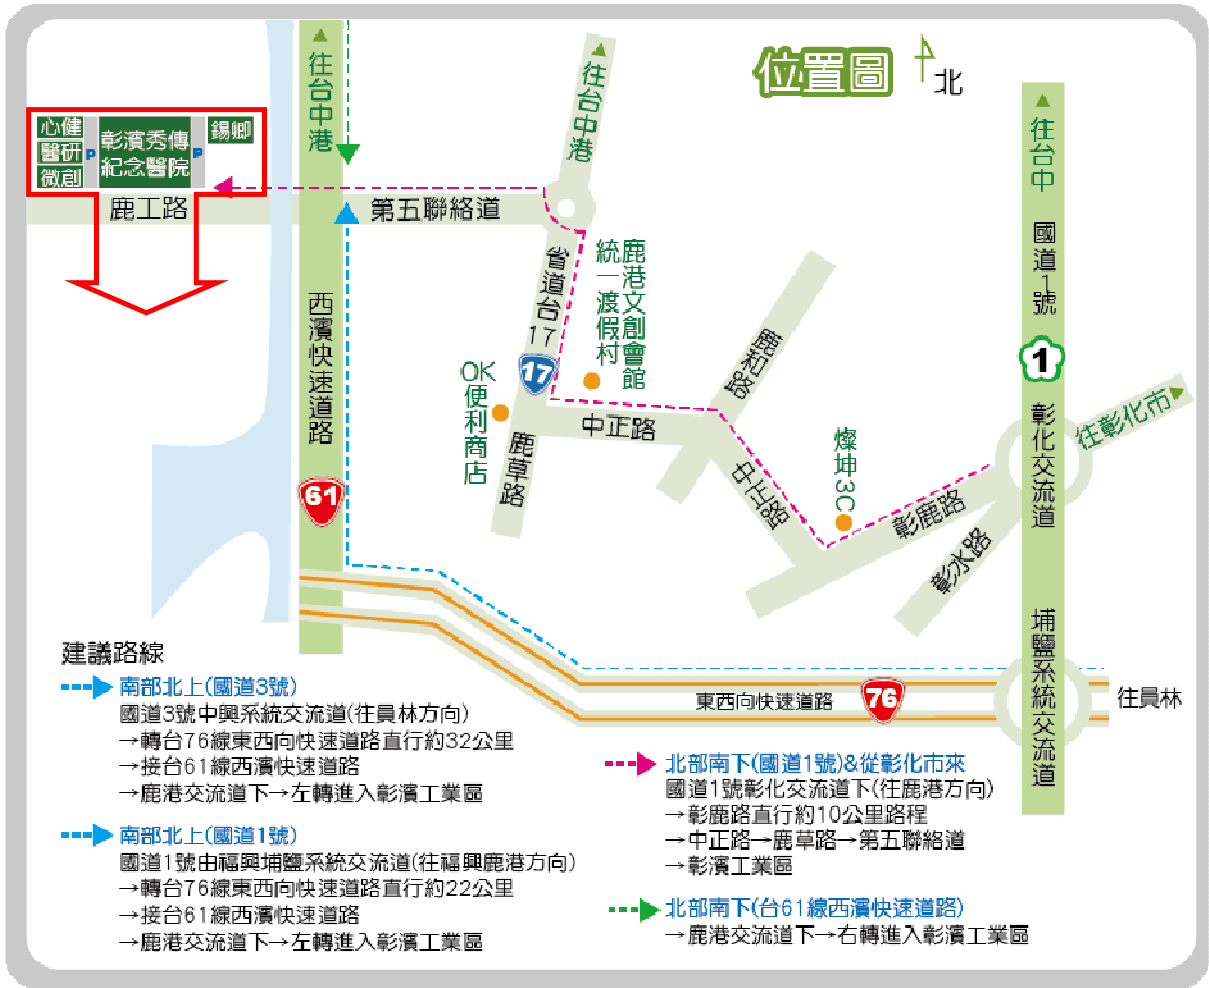 位置圖
北
往台中港
往台中港
往台中
心健
醫研
微創
P
彰濱秀傳
紀念醫院
P
錫卿
鹿工路
第五聯絡道
國道1號
1
省道台17
17
統一渡假村
鹿港文創會館
西濱快速道路
61
OK便利商店
鹿草路
中正路
鹿和路
中正路
燦坤3C
彰鹿路
彰水路
彰化交流道
往彰化市
埔鹽系統交流道
東西向快速道路
76
往員林
建議路線
南部北上(國道3號)
國道3號中興系統交流道(往員林方向)
→轉台76線東西向快速道路直行約32公里
→接台61線西濱快速道路
→鹿港交流道下→左轉進入彰濱工業區
南部北上(國道1號)
國道1號由福興埔鹽系統交流道(往福興鹿港方向)
→轉台76線東西向快速道路直行約22公里
→接台61線西濱快速道路
→鹿港交流道下→左轉進入彰濱工業區
北部南下(國道1號)&從彰化市來
國道1號彰化交流道下(往鹿港方向)
→彰鹿路直行約10公里路程
→中正路→鹿草路→第五聯絡道
→彰濱工業區
北部南下(台61線西濱快速道路)
→鹿港交流道下→右轉進入彰濱工業區